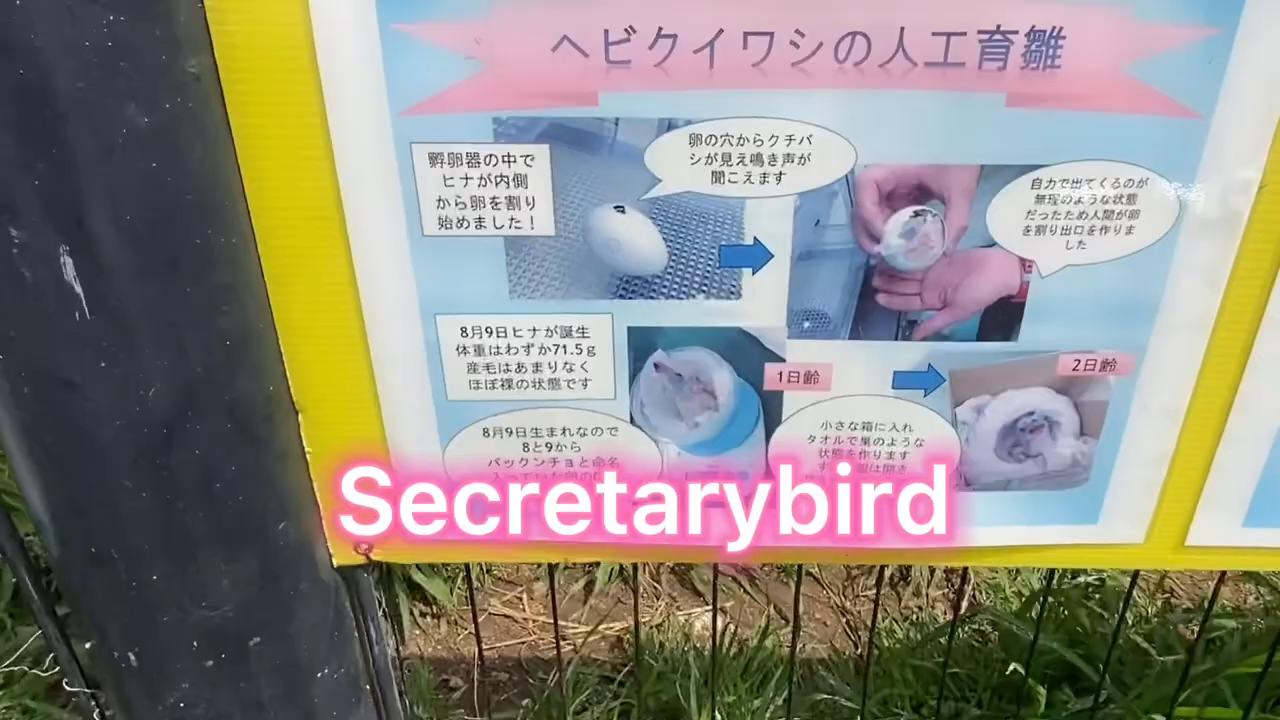 ヘビクイワシの人工育雛
孵卵器の中で
ヒナが内側
から卵を割り
始めました！
卵の穴からクチバ
シが見え鳴き声が
聞こえます
自力で出てくるのが
無理のような状態
だったため人間が卵
を割り出口を作りま
した
8月9日ヒナが誕生
体重はわずか71.5g
産毛はあまりなく
ほぼ裸の状態です
1日齢
2日齢
8月9日生まれなので
8と9から
バックンチョと命名
小さな箱に入れ
タオルで巣のような
状態を作ります
Secretarybird